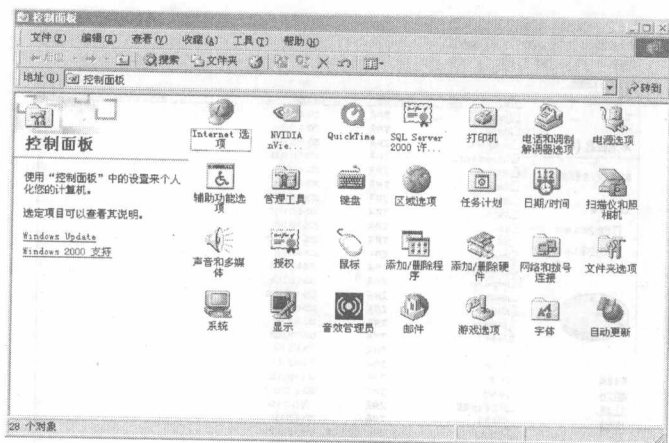 控制面板
文件(F) 编辑(E) 查看(V) 收藏(A) 工具(T) 帮助(H)
搜索 文件夹
地址(D) 控制面板 转到
控制面板
使用“控制面板”中的设置来个人
化您的计算机。
选定项目可以查看其说明。
Windows Update
Windows 2000 支持
Internet 选
项
NVIDIA
nVie...
QuickTime
SQL Server
2000 许...
打印机
电话和调制
解调器选项
电源选项
辅助功能选
项
管理工具
键盘
区域选项
任务计划
日期/时间
扫描仪和照
相机
声音和多媒
体
授权
鼠标
添加/删除程
序
添加/删除硬
件
网络和拨号
连接
文件夹选项
系统
显示
音效管理员
邮件
游戏选项
字体
自动更新
28 个对象